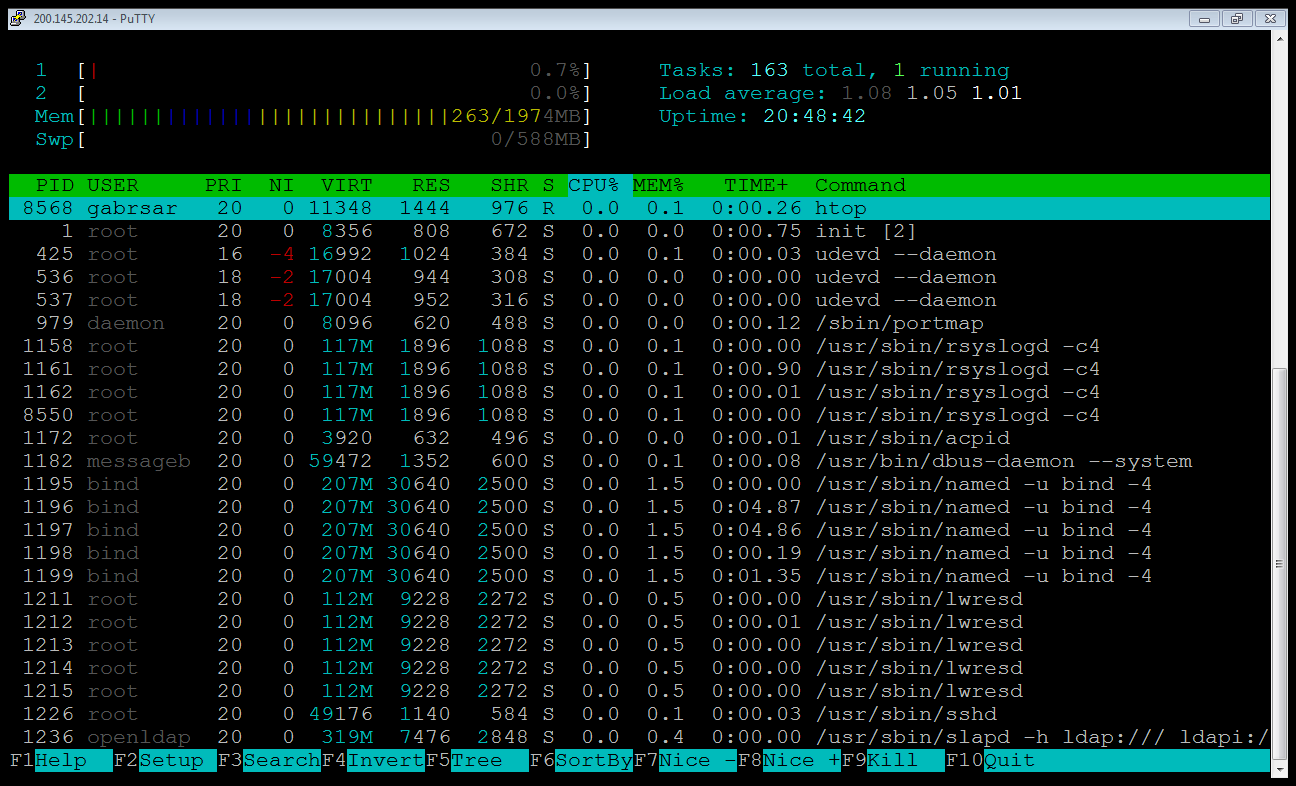 200.145.202.14 - PuTTY
1 [| 0.7%] Tasks: 163 total, 1 running
2 [ 0.0%] Load average: 1.08 1.05 1.01
Mem[||||||||||||||||||||||||||||263/1974MB] Uptime: 20:48:42
Swp[ 0/588MB]
PID USER PRI NI VIRT RES SHR S CPU% MEM% TIME+ Command
8568 gabrsar 20 0 11348 1444 976 R 0.0 0.1 0:00.26 htop
1 root 20 0 8356 808 672 S 0.0 0.0 0:00.75 init [2]
425 root 16 -4 16992 1024 384 S 0.0 0.1 0:00.03 udevd --daemon
536 root 18 -2 17004 944 308 S 0.0 0.0 0:00.00 udevd --daemon
537 root 18 -2 17004 952 316 S 0.0 0.0 0:00.00 udevd --daemon
979 daemon 20 0 8096 620 488 S 0.0 0.0 0:00.12 /sbin/portmap
1158 root 20 0 117M 1896 1088 S 0.0 0.1 0:00.00 /usr/sbin/rsyslogd -c4
1161 root 20 0 117M 1896 1088 S 0.0 0.1 0:00.90 /usr/sbin/rsyslogd -c4
1162 root 20 0 117M 1896 1088 S 0.0 0.1 0:00.01 /usr/sbin/rsyslogd -c4
8550 root 20 0 117M 1896 1088 S 0.0 0.1 0:00.00 /usr/sbin/rsyslogd -c4
1172 root 20 0 3920 632 496 S 0.0 0.0 0:00.01 /usr/sbin/acpid
1182 messageb 20 0 59472 1352 600 S 0.0 0.1 0:00.08 /usr/bin/dbus-daemon --system
1195 bind 20 0 207M 30640 2500 S 0.0 1.5 0:00.00 /usr/sbin/named -u bind -4
1196 bind 20 0 207M 30640 2500 S 0.0 1.5 0:04.87 /usr/sbin/named -u bind -4
1197 bind 20 0 207M 30640 2500 S 0.0 1.5 0:04.86 /usr/sbin/named -u bind -4
1198 bind 20 0 207M 30640 2500 S 0.0 1.5 0:00.19 /usr/sbin/named -u bind -4
1199 bind 20 0 207M 30640 2500 S 0.0 1.5 0:01.35 /usr/sbin/named -u bind -4
1211 root 20 0 112M 9228 2272 S 0.0 0.5 0:00.00 /usr/sbin/lwresd
1212 root 20 0 112M 9228 2272 S 0.0 0.5 0:00.01 /usr/sbin/lwresd
1213 root 20 0 112M 9228 2272 S 0.0 0.5 0:00.00 /usr/sbin/lwresd
1214 root 20 0 112M 9228 2272 S 0.0 0.5 0:00.00 /usr/sbin/lwresd
1215 root 20 0 112M 9228 2272 S 0.0 0.5 0:00.00 /usr/sbin/lwresd
1226 root 20 0 49176 1140 584 S 0.0 0.1 0:00.03 /usr/sbin/sshd
1236 openldap 20 0 319M 7476 2848 S 0.0 0.4 0:00.00 /usr/sbin/slapd -h ldap:/// ldapi:/
F1Help F2Setup F3SearchF4InvertF5Tree F6SortByF7Nice -F8Nice +F9Kill F10Quit